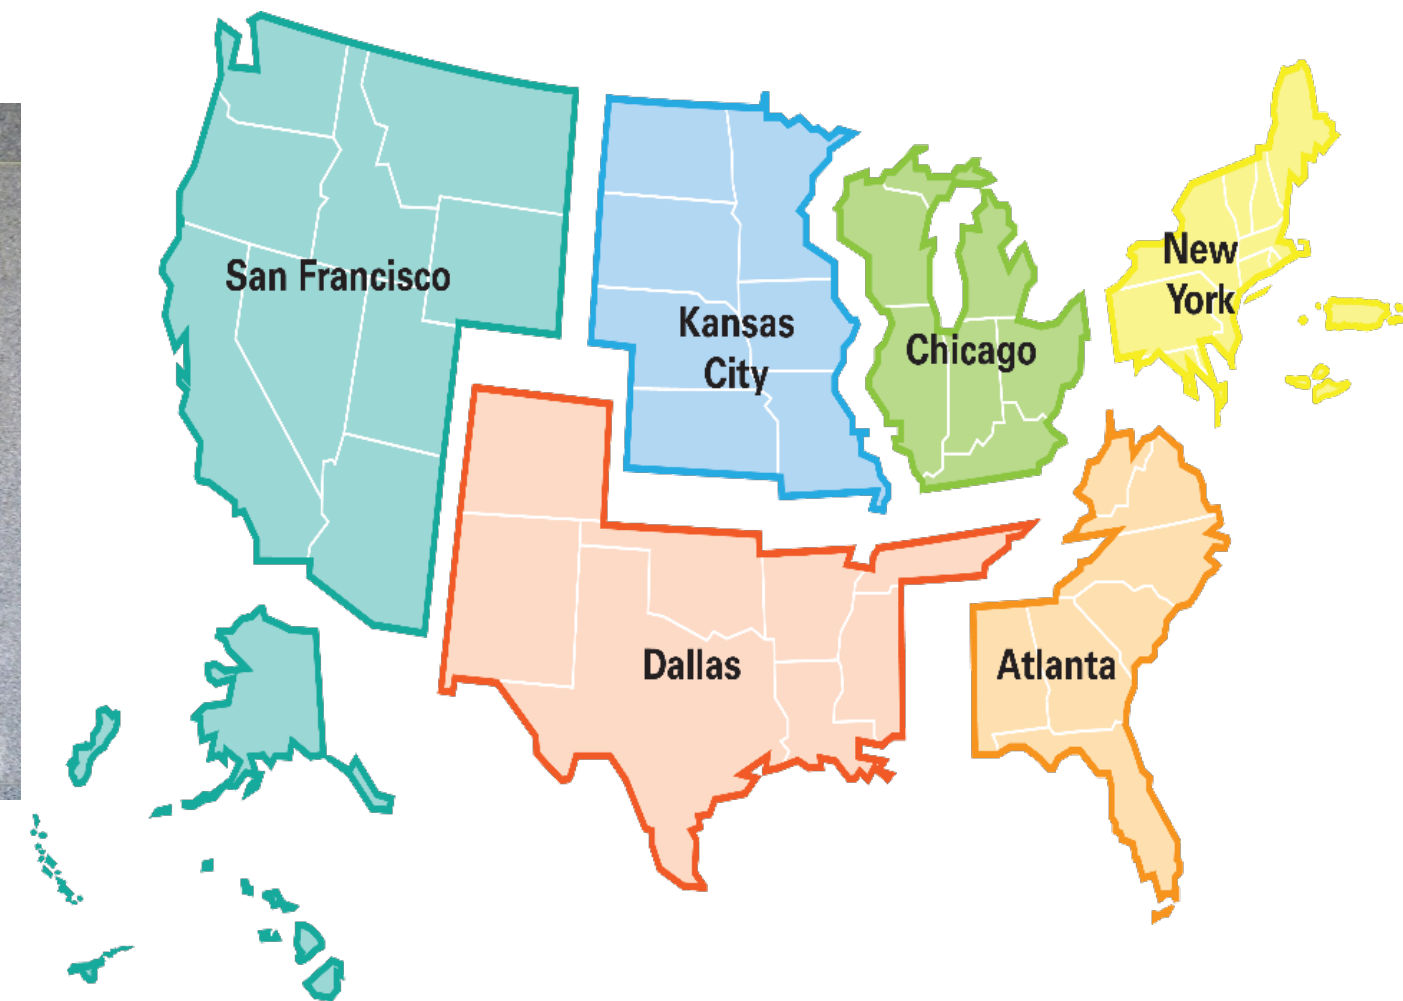 San Francisco
Kansas
City
Chicago
New
York
Dallas
Atlanta